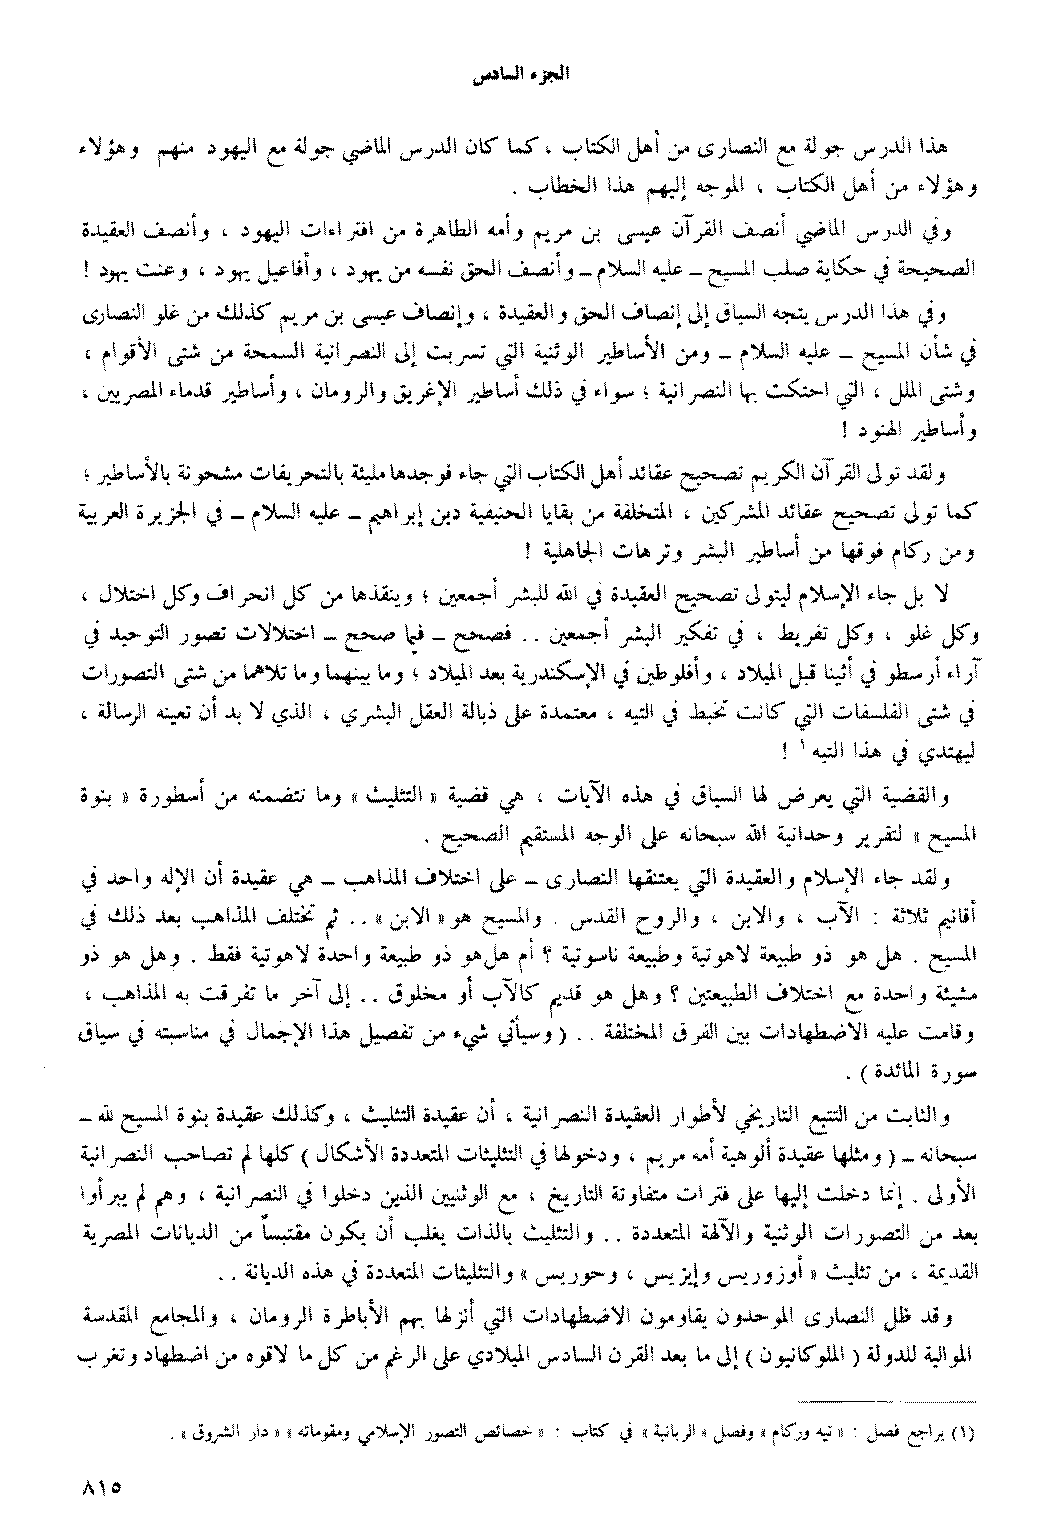 الجزء السادس
هذا الدرس جولة مع النصارى من أهل الكتاب ، كما كان الدرس الماضي جولة مع اليهود منهم وهؤلاء
وهؤلاء من أهل الكتاب ، الموجه إليهم هذا الخطاب .
وفي الدرس الماضي أنصف القرآن عيسى بن مريم وأمه الطاهرة من افتراءات اليهود ، وأنصف العقيدة
الصحيحة في حكاية صلب المسيح – عليه السلام – وأنصف الحق نفسه من يهود ، وأفاعيل يهود ، وعنت يهود !
وفي هذا الدرس يتجه السياق إلى إنصاف الحق والعقيدة ، وإنصاف عيسى بن مريم كذلك من غلو النصارى
في شأن المسيح – عليه السلام – ومن الأساطير الوثنية التي تسربت إلى النصرانية السمحة من شتى الأقوام ،
وشتى الملل ، التي احتكت بها النصرانية ؛ سواء في ذلك أساطير الإغريق والرومان ، وأساطير قدماء المصريين ،
وأساطير الهنود !
ولقد تولى القرآن الكريم تصحيح عقائد أهل الكتاب التي جاء فوجدها مليئة بالتحريفات مشحونة بالأساطير ؛
كما تولى تصحيح عقائد المشركين ، المتخلفة من بقايا الحنيفية دين إبراهيم – عليه السلام – في الجزيرة العربية
ومن ركام فوقها من أساطير البشر وترهات الجاهلية !
لا بل جاء الإسلام ليتولى تصحيح العقيدة في الله للبشر أجمعين ؛ وينقذها من كل انحراف وكل اختلال ،
وكل غلو ، وكل تفريط ، في تفكير البشر أجمعين .. فصحح – فيما صحح – اختلالات تصور التوحيد في
آراء أرسطو في أثينا قبل الميلاد ، وأفلوطين في الإسكندرية بعد الميلاد ؛ وما بينهما وما تلاهما من شتى التصورات
في شتى الفلسفات التي كانت تخبط في التيه ، معتمدة على ذبالة العقل البشري ، الذي لا بد أن تعينه الرسالة ،
ليهتدي في هذا التيه ١ !
والقضية التي يعرض لها السياق في هذه الآيات ، هي قضية « التثليث » وما تتضمنه من أسطورة « بنوة
المسيح » لتقرير وحدانية الله سبحانه على الوجه المستقيم الصحيح .
ولقد جاء الإسلام والعقيدة التي يعتنقها النصارى – على اختلاف المذاهب – هي عقيدة أن الإله واحد في
أقانيم ثلاثة : الآب ، والابن ، والروح القدس . والمسيح هو « الابن » .. ثم تختلف المذاهب بعد ذلك في
المسيح . هل هو ذو طبيعة لاهوتية وطبيعة ناسوتية ؟ أم هل هو ذو طبيعة واحدة لاهوتية فقط . وهل هو ذو
مشيئة واحدة مع اختلاف الطبيعتين ؟ وهل هو قديم كالآب أو مخلوق .. إلى آخر ما تفرقت به المذاهب ،
وقامت عليه الاضطهادات بين الفرق المختلفة .. ( وسيأتي شيء من تفصيل هذا الإجمال في مناسبته في سياق
سورة المائدة ) .
والثابت من التتبع التاريخي لأطوار العقيدة النصرانية ، أن عقيدة التثليث ، وكذلك عقيدة بنوة المسيح لله –
سبحانه – ( ومثلها عقيدة ألوهية أمه مريم ، ودخولها في التثليثات المتعددة الأشكال ) كلها لم تصاحب النصرانية
الأولى . إنما دخلت إليها على فترات متفاوتة التاريخ ، مع الوثنيين الذين دخلوا في النصرانية ، وهم لم يبرأوا
بعد من التصورات الوثنية والآلهة المتعددة .. والتثليث بالذات يغلب أن يكون مقتبساً من الديانات المصرية
القديمة ، من تثليث « أوزوريس وإيزيس ، وحوريس » والتثليثات المتعددة في هذه الديانة ..
وقد ظل النصارى الموحدون يقاومون الاضطهادات التي أنزلها بهم الأباطرة الرومان ، والمجامع المقدسة
الموالية للدولة ( الملوكانيون ) إلى ما بعد القرن السادس الميلادي على الرغم من كل ما لاقوه من اضطهاد وتغرب
(١) يراجع فصل : « تيه وركام » وفصل « الربانية » في كتاب : « خصائص التصور الإسلامي ومقوماته » « دار الشروق » .
٨١٥